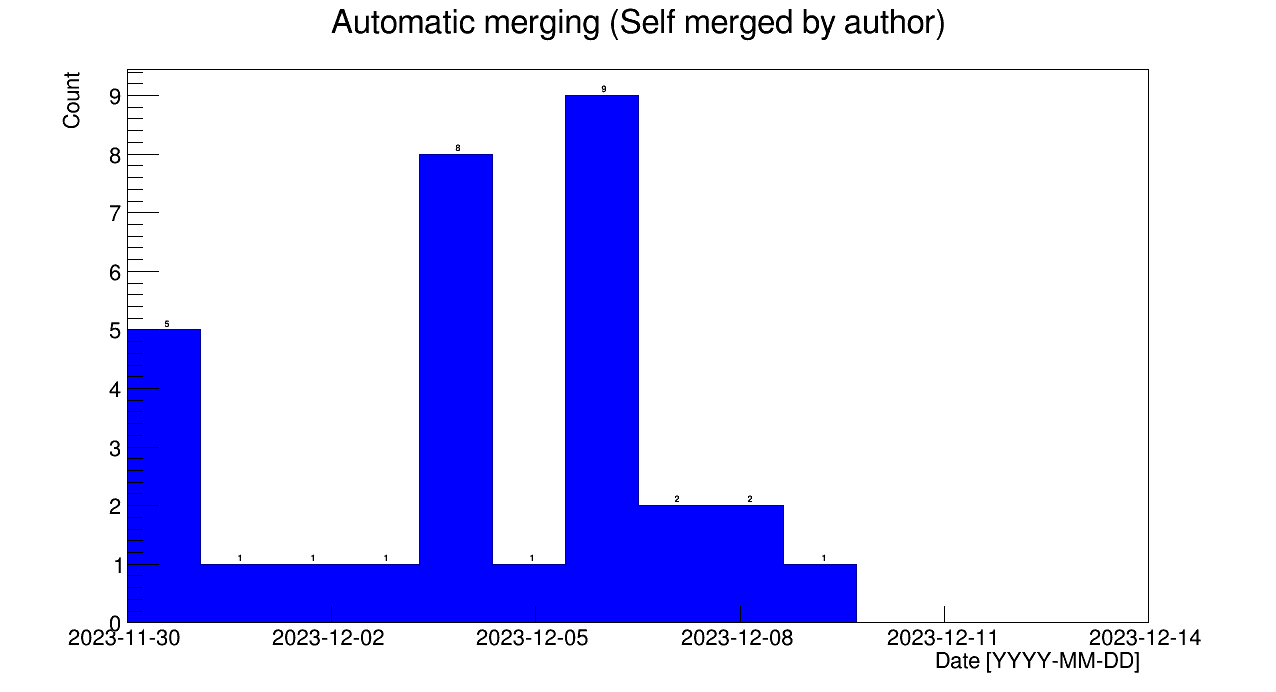 Automatic merging (Self merged by author)
Count
9
8
7
6
5
4
3
2
1
0
9
8
5
2 2
1 1 1 1 1
2023-11-30 2023-12-02 2023-12-05 2023-12-08 2023-12-11 2023-12-14
Date [YYYY-MM-DD]